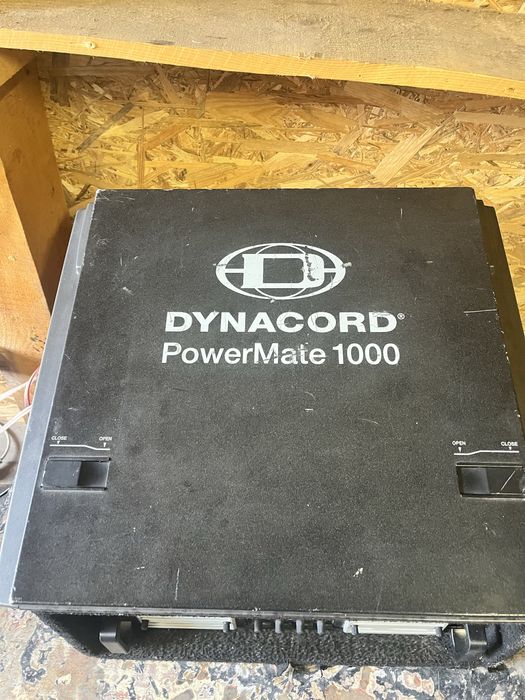 D
DYNACORD®
PowerMate 1000
CLOSE OPEN
OPEN CLOSE